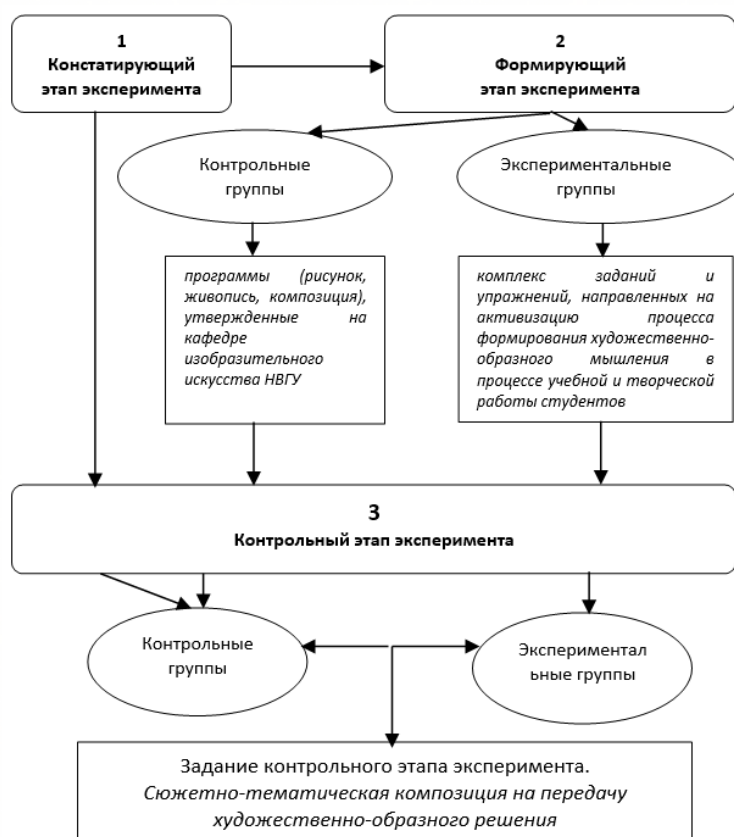 1
Констатирующий
этап эксперимента
2
Формирующий
этап эксперимента
Контрольные
группы
Экспериментальные
группы
программы (рисунок,
живопись, композиция),
утвержденные на
кафедре
изобразительного
искусства НВГУ
комплекс заданий и
упражнений, направленных на
активизацию процесса
формирования художественно-
образного мышления в
процессе учебной и творческой
работы студентов
3
Контрольный этап эксперимента
Контрольные
группы
Экспериментал
ьные группы
Задание контрольного этапа эксперимента.
Сюжетно-тематическая композиция на передачу
художественно-образного решения